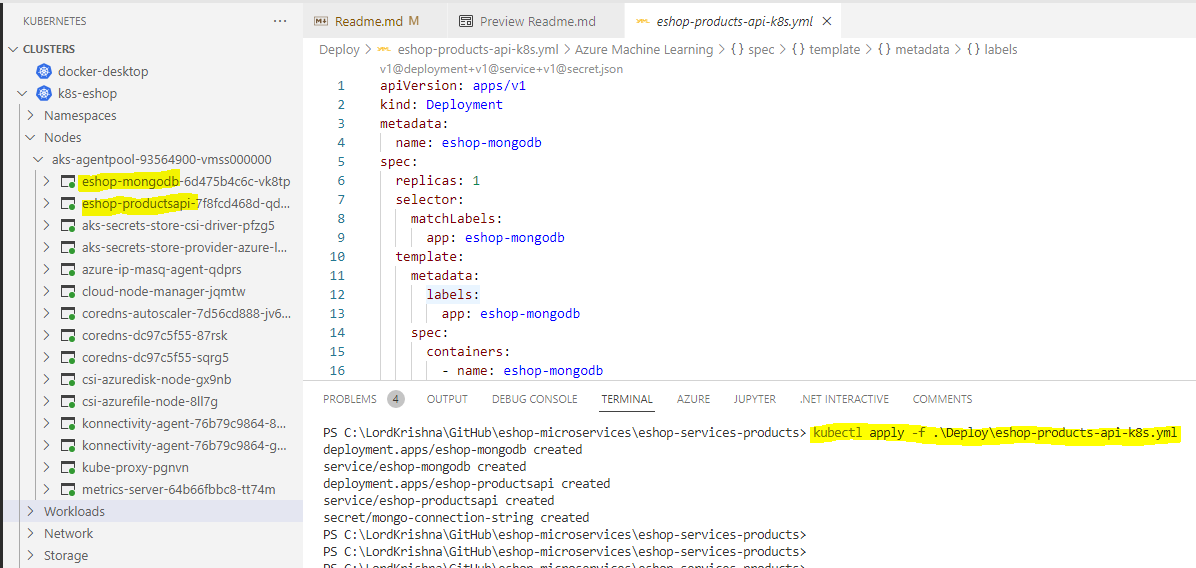 KUBERNETES ...
CLUSTERS
docker-desktop
k8s-eshop
Namespaces
Nodes
aks-agentpool-93564900-vmss000000
eshop-mongodb-6d475b4c6c-vk8tp
eshop-productsapi-7f8fcd468d-qd...
aks-secrets-store-csi-driver-pfzg5
aks-secrets-store-provider-azure-l...
azure-ip-masq-agent-qdprs
cloud-node-manager-jqmtw
coredns-autoscaler-7d56cd888-jv6...
coredns-dc97c5f55-87rsk
coredns-dc97c5f55-sqrg5
csi-azuredisk-node-gx9nb
csi-azurefile-node-8ll7g
konnectivity-agent-76b79c9864-8...
konnectivity-agent-76b79c9864-g...
kube-proxy-pgnvn
metrics-server-64b66fbbc8-tt74m
Workloads
Network
Storage
Readme.md M Preview Readme.md eshop-products-api-k8s.yml
Deploy > eshop-products-api-k8s.yml > Azure Machine Learning > {} spec > {} template > {} metadata > {} labels
v1@deployment+v1@service+v1@secret.json
1 apiVersion: apps/v1
2 kind: Deployment
3 metadata:
4 name: eshop-mongodb
5 spec:
6 replicas: 1
7 selector:
8 matchLabels:
9 app: eshop-mongodb
10 template:
11 metadata:
12 labels:
13 app: eshop-mongodb
14 spec:
15 containers:
16 - name: eshop-mongodb
PROBLEMS 4 OUTPUT DEBUG CONSOLE TERMINAL AZURE JUPYTER .NET INTERACTIVE COMMENTS
PS C:\LordKrishna\GitHub\eshop-microservices\eshop-services-products> kubectl apply -f .\Deploy\eshop-products-api-k8s.yml
deployment.apps/eshop-mongodb created
service/eshop-mongodb created
deployment.apps/eshop-productsapi created
service/eshop-productsapi created
secret/mongo-connection-string created
PS C:\LordKrishna\GitHub\eshop-microservices\eshop-services-products>
PS C:\LordKrishna\GitHub\eshop-microservices\eshop-services-products>
PS C:\LordKrishna\GitHub\eshop-microservices\eshop-services-products>